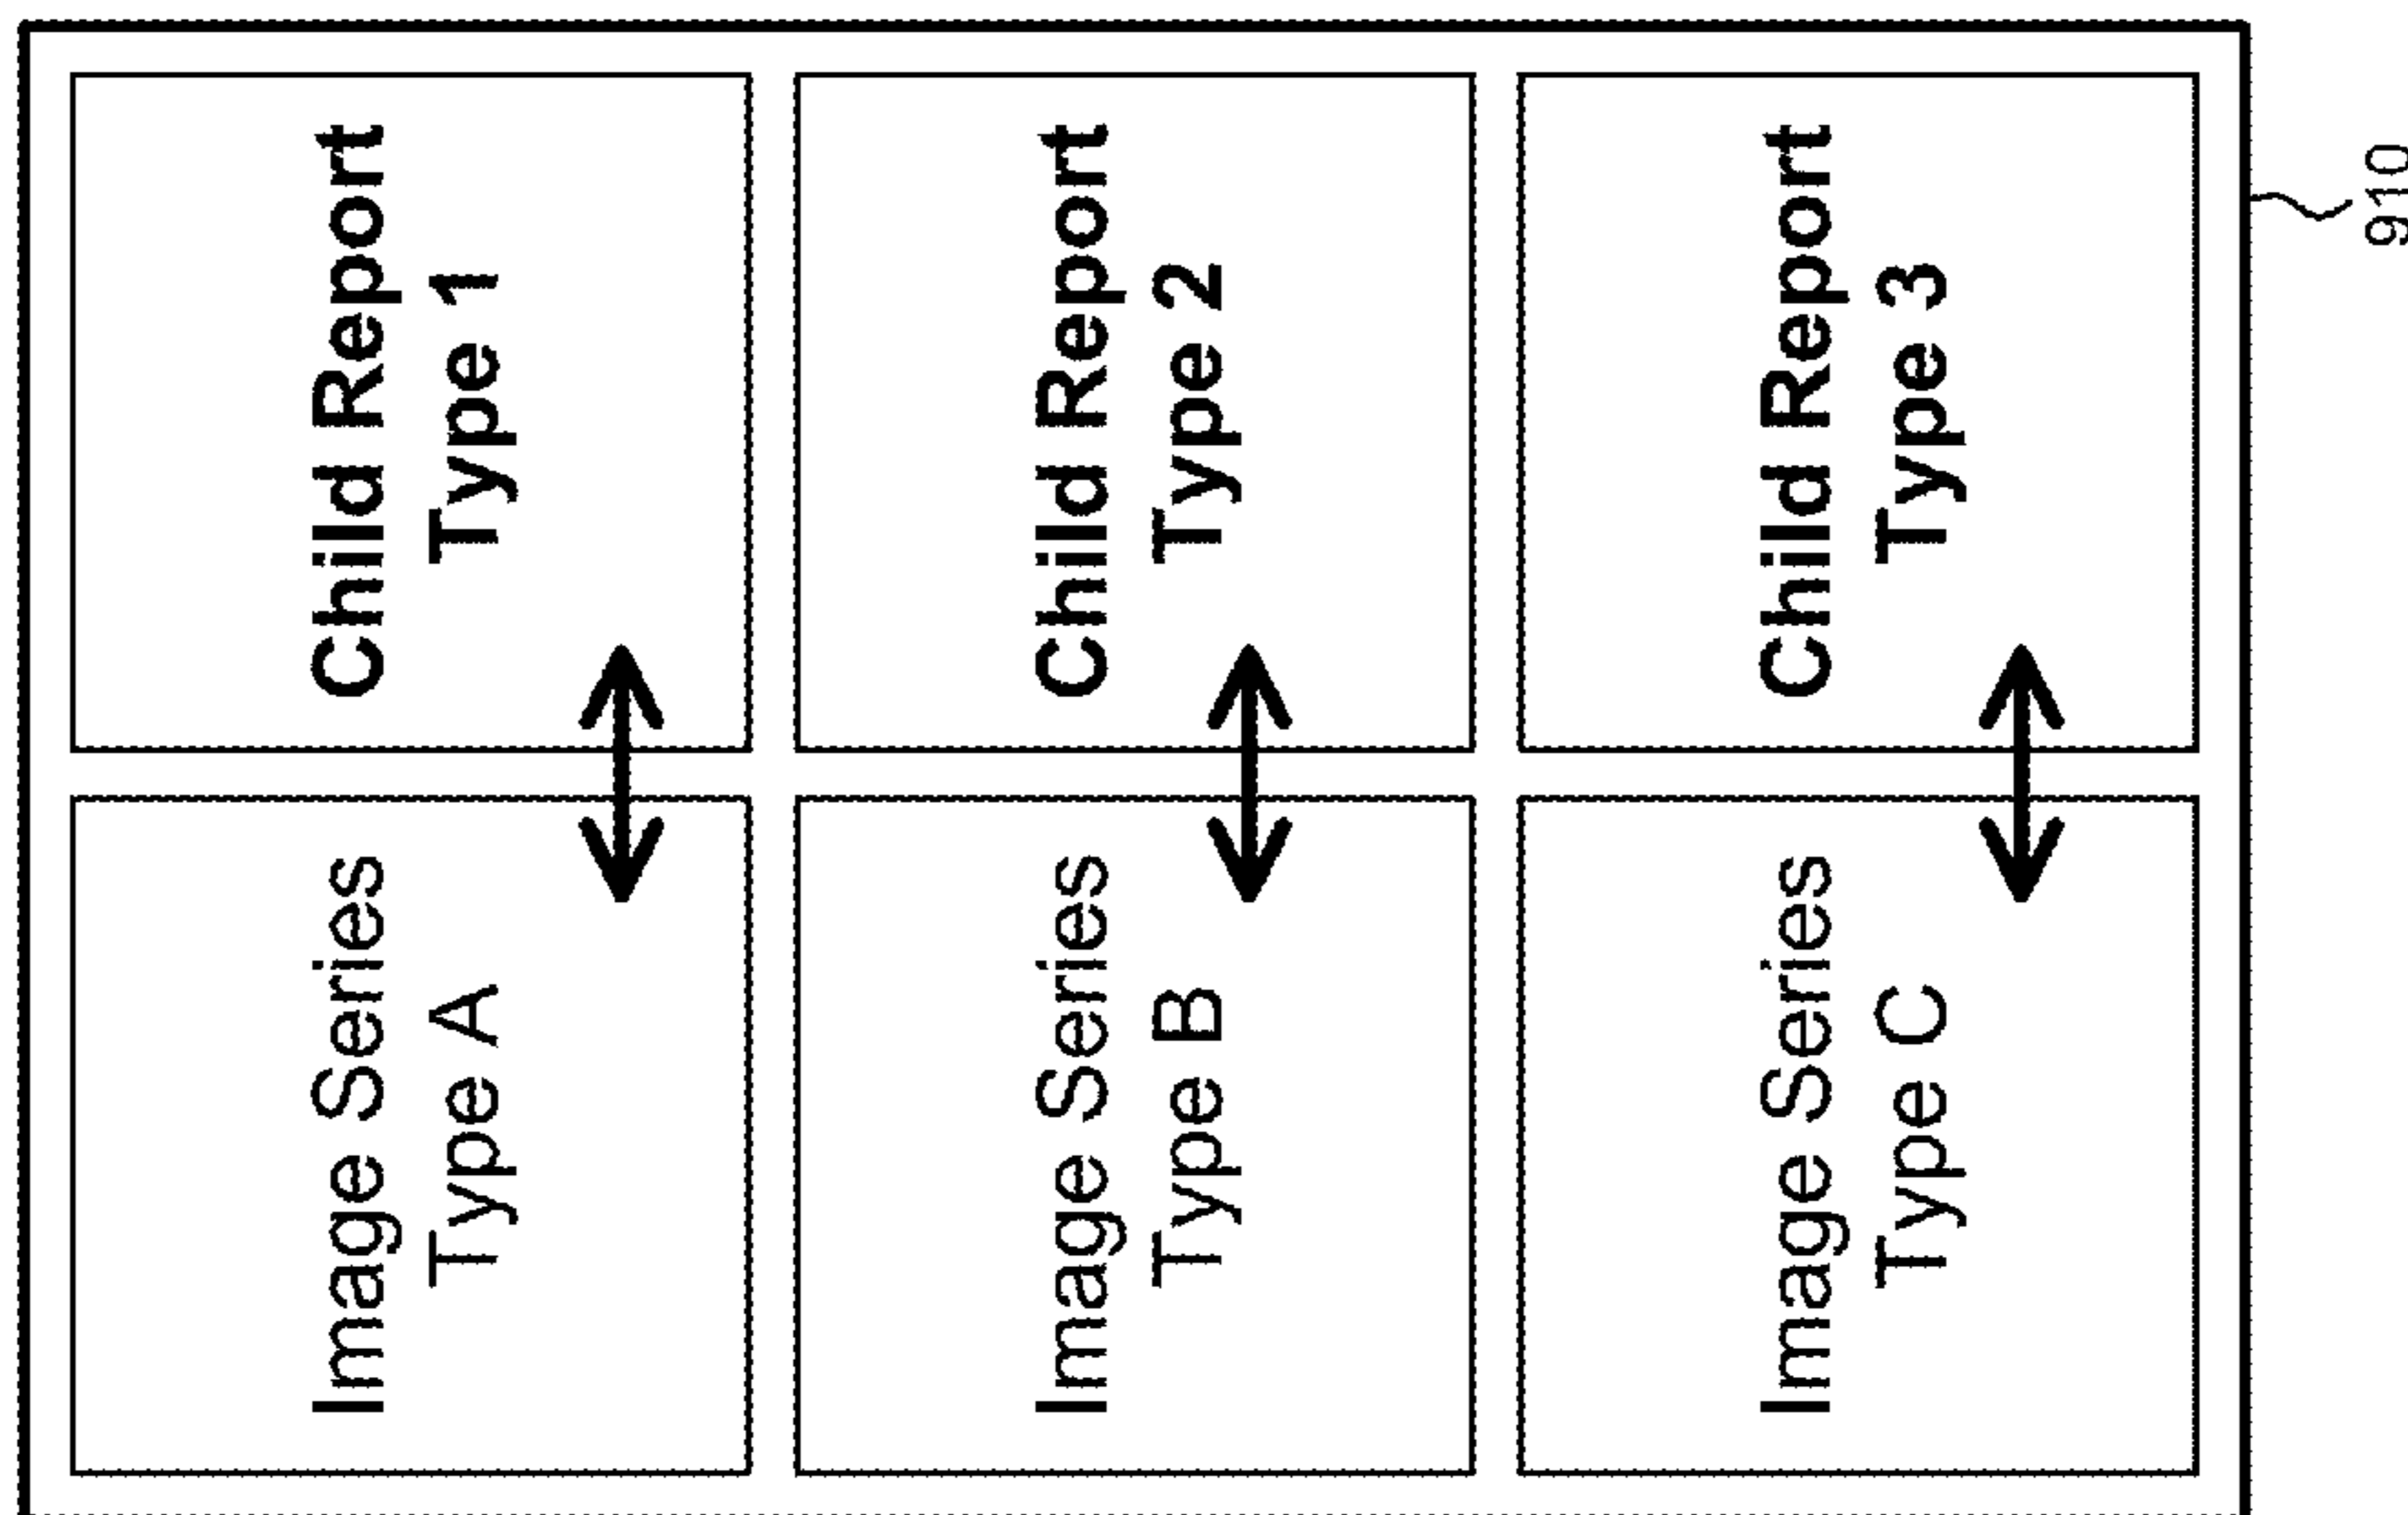 Image Series
Type A
Child Report
Type 1
Image Series
Type B
Child Report
Type 2
Image Series
Type C
Child Report
Type 3
910